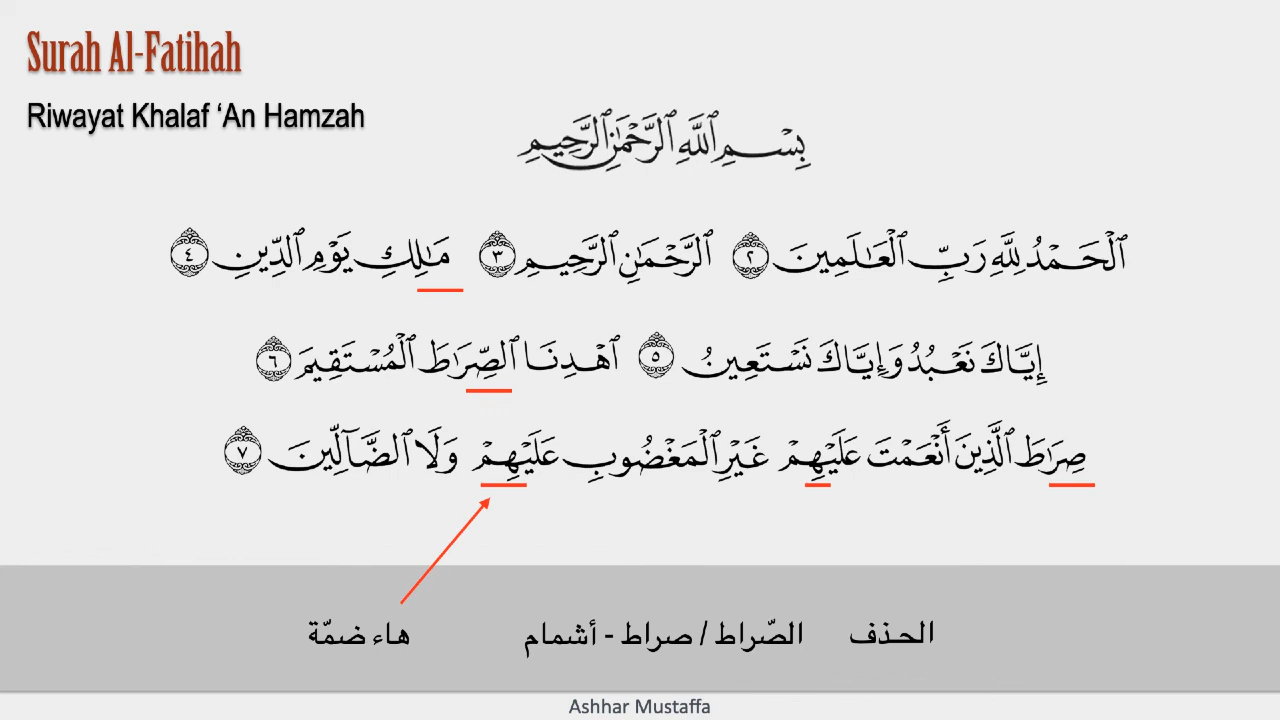 Surah Al-Fatihah
Riwayat Khalaf ‘An Hamzah
بِسْمِ ٱللَّهِ ٱلرَّحْمَٰنِ ٱلرَّحِيمِ
ٱلْحَمْدُ لِلَّهِ رَبِّ ٱلْعَٰلَمِينَ ٢ ٱلرَّحْمَٰنِ ٱلرَّحِيمِ ٣ مَٰلِكِ يَوْمِ ٱلدِّينِ ٤
إِيَّاكَ نَعْبُدُ وَإِيَّاكَ نَسْتَعِينُ ٥ ٱهْدِنَا ٱلصِّرَٰطَ ٱلْمُسْتَقِيمَ ٦
صِرَٰطَ ٱلَّذِينَ أَنْعَمْتَ عَلَيْهِمْ غَيْرِ ٱلْمَغْضُوبِ عَلَيْهِمْ وَلَا ٱلضَّآلِّينَ ٧
الحذف الصّراط / صراط - أشمام هاء ضمّة
Ashhar Mustaffa